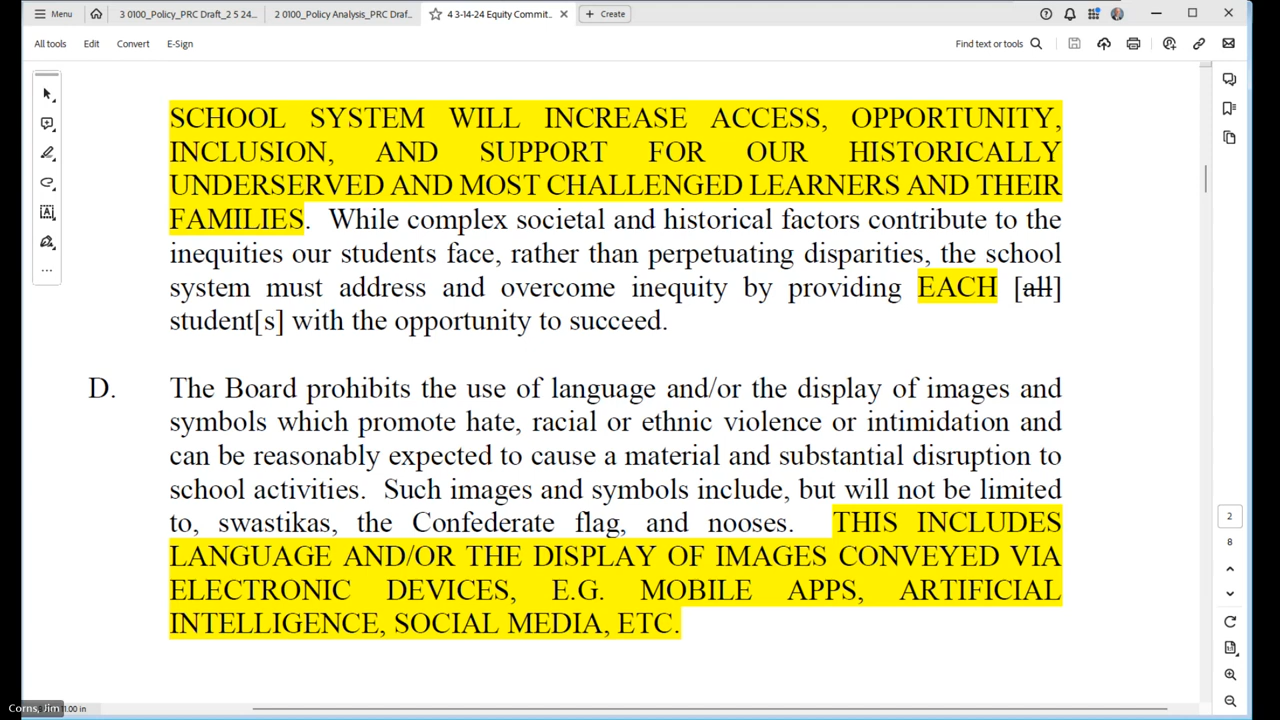 Menu
3 0100_Policy_PRC Draft_2 5 24...
2 0100_Policy Analysis_PRC Draf...
4 3-14-24 Equity Commit...
Create
All tools
Edit
Convert
E-Sign
Find text or tools
SCHOOL SYSTEM WILL INCREASE ACCESS, OPPORTUNITY,
INCLUSION, AND SUPPORT FOR OUR HISTORICALLY
UNDERSERVED AND MOST CHALLENGED LEARNERS AND THEIR
FAMILIES. While complex societal and historical factors contribute to the
inequities our students face, rather than perpetuating disparities, the school
system must address and overcome inequity by providing EACH [all]
student[s] with the opportunity to succeed.
D. The Board prohibits the use of language and/or the display of images and
symbols which promote hate, racial or ethnic violence or intimidation and
can be reasonably expected to cause a material and substantial disruption to
school activities. Such images and symbols include, but will not be limited
to, swastikas, the Confederate flag, and nooses. THIS INCLUDES
LANGUAGE AND/OR THE DISPLAY OF IMAGES CONVEYED VIA
ELECTRONIC DEVICES, E.G. MOBILE APPS, ARTIFICIAL
INTELLIGENCE, SOCIAL MEDIA, ETC.
2
8
Corns, Jim
1.00 in